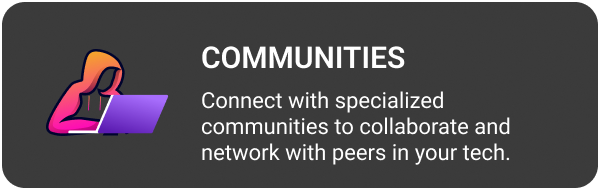 COMMUNITIES
Connect with specialized
communities to collaborate and
network with peers in your tech.